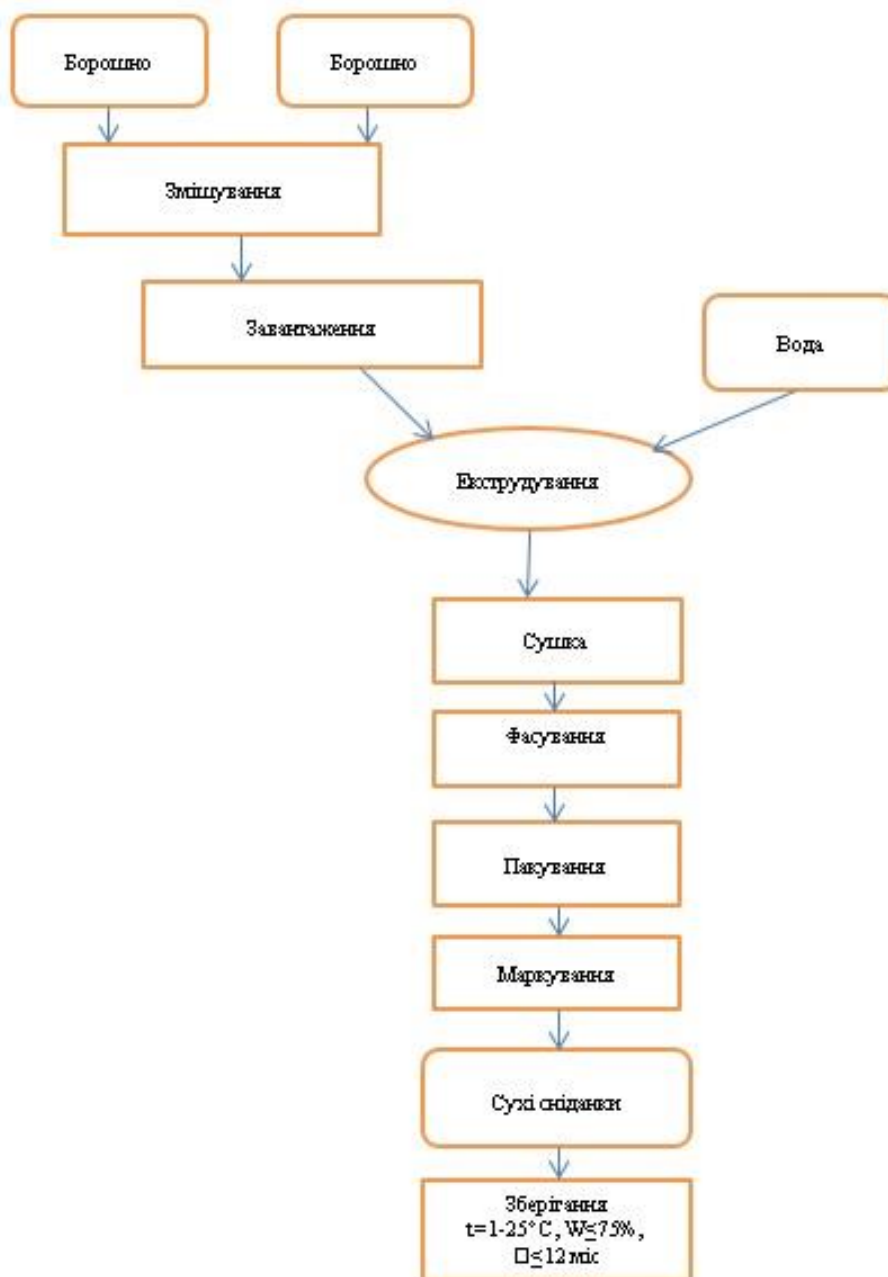 Борошно
Борошно
Змішування
Завантаження
Вода
Екструдування
Сушка
Фасування
Пакування
Маркування
Сухі сніданки
Зберігання
t=1-25°C, W≤75%,
□≤12 міс